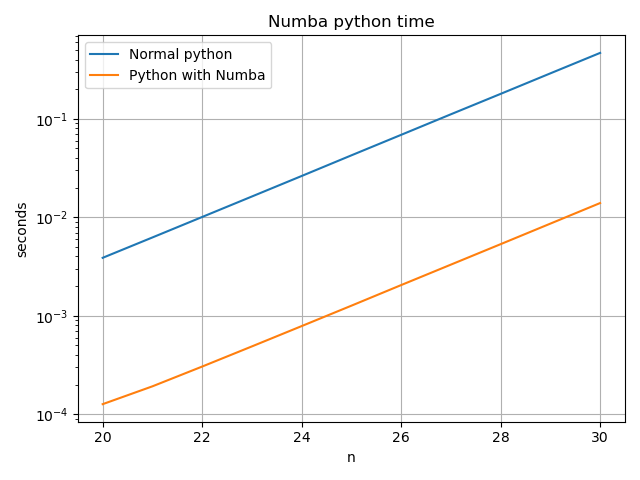 Numba python time
Normal python
Python with Numba
seconds
10⁻¹
10⁻²
10⁻³
10⁻⁴
20 22 24 26 28 30
n